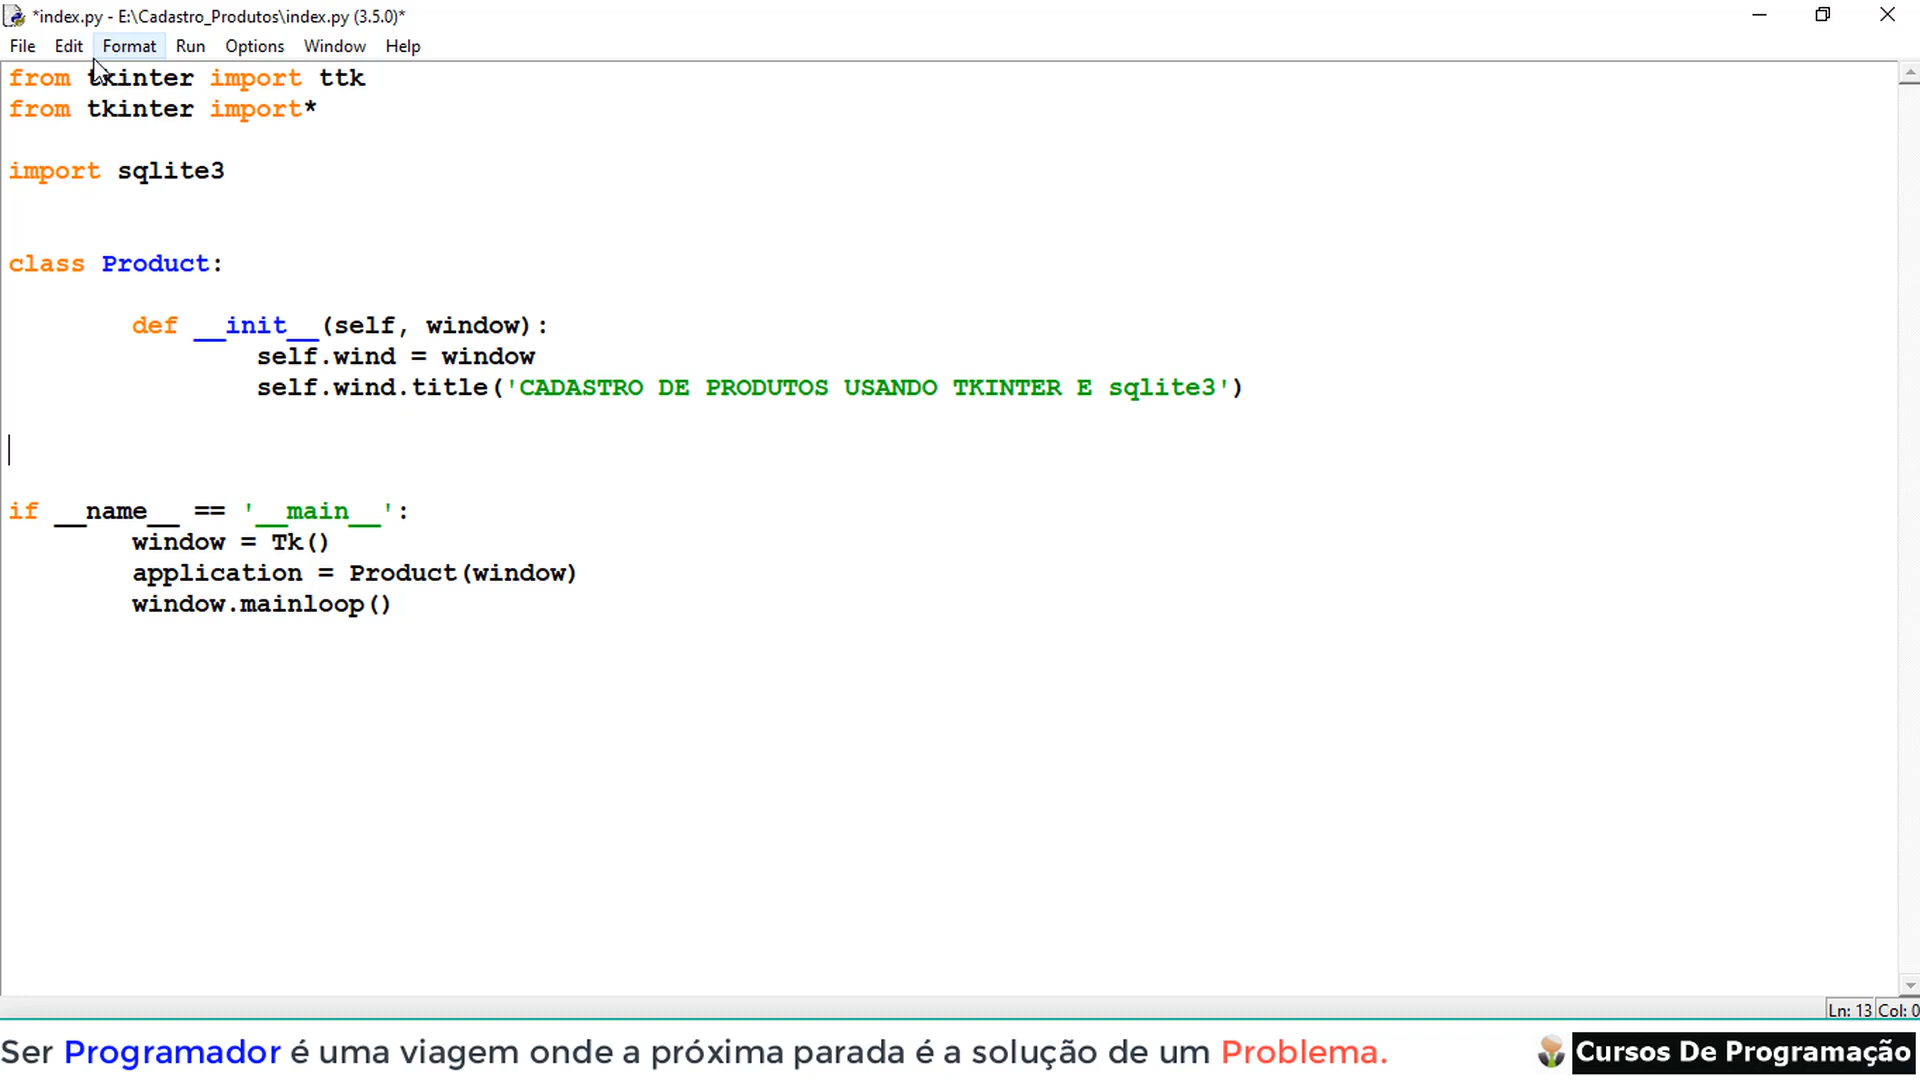 *index.py - E:\Cadastro_Produtos\index.py (3.5.0)*
File Edit Format Run Options Window Help
from tkinter import ttk
from tkinter import*
import sqlite3
class Product:
def __init__(self, window):
self.wind = window
self.wind.title('CADASTRO DE PRODUTOS USANDO TKINTER E sqlite3')
if __name__ == '__main__':
window = Tk()
application = Product(window)
window.mainloop()
Ln: 13 Col: 0
Ser Programador é uma viagem onde a próxima parada é a solução de um Problema.
Cursos De Programação